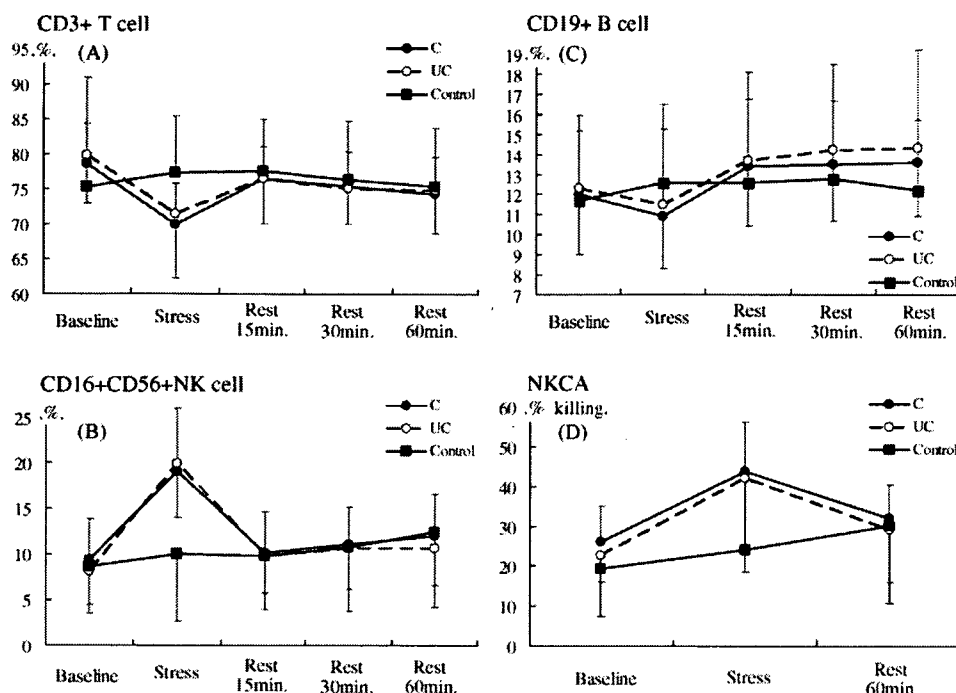 CD3+ T cell
95 .%. (A)
C
UC
Control
90
85
80
75
70
65
60
Baseline Stress Rest 15min. Rest 30min. Rest 60min.
CD19+ B cell
19 .%. (C)
18
17
16
15
14
13
12
11
10
9
8
7
C
UC
Control
Baseline Stress Rest 15min. Rest 30min. Rest 60min.
CD16+CD56+NK cell
25 .%.
(B)
C
UC
Control
20
15
10
5
0
Baseline Stress Rest 15min. Rest 30min. Rest 60min.
NKCA
60 .% killing.
(D)
C
UC
Control
50
40
30
20
10
0
Baseline Stress Rest 60min.